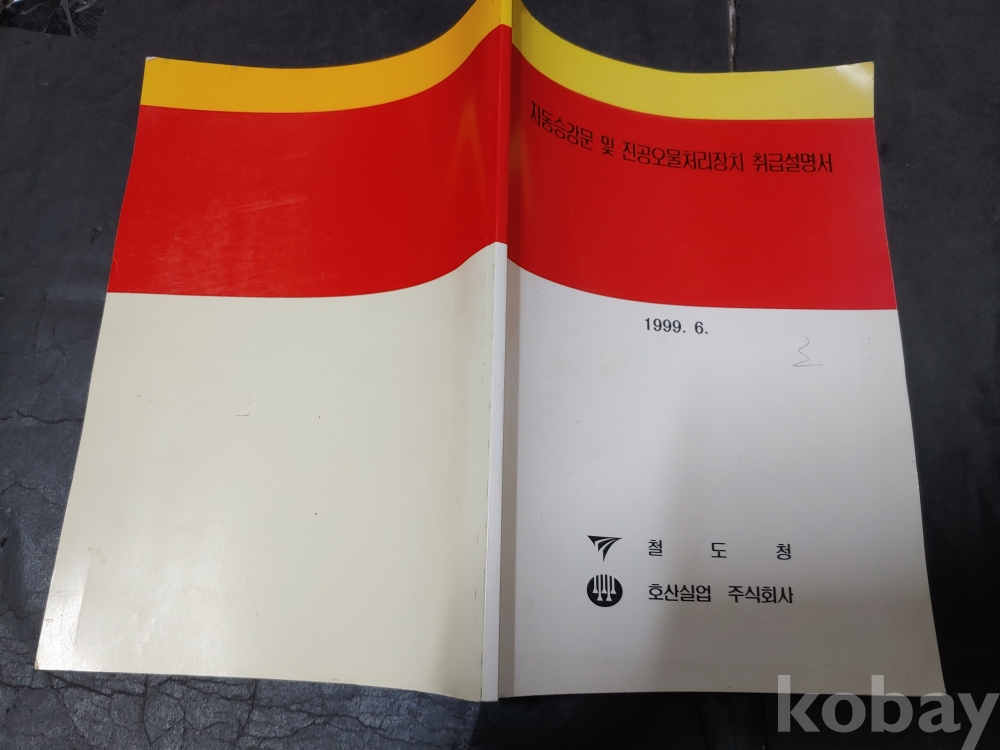 자동승강문 및 진공오물처리장치 취급설명서
1999. 6.
철 도 청
호산실업 주식회사
kobay